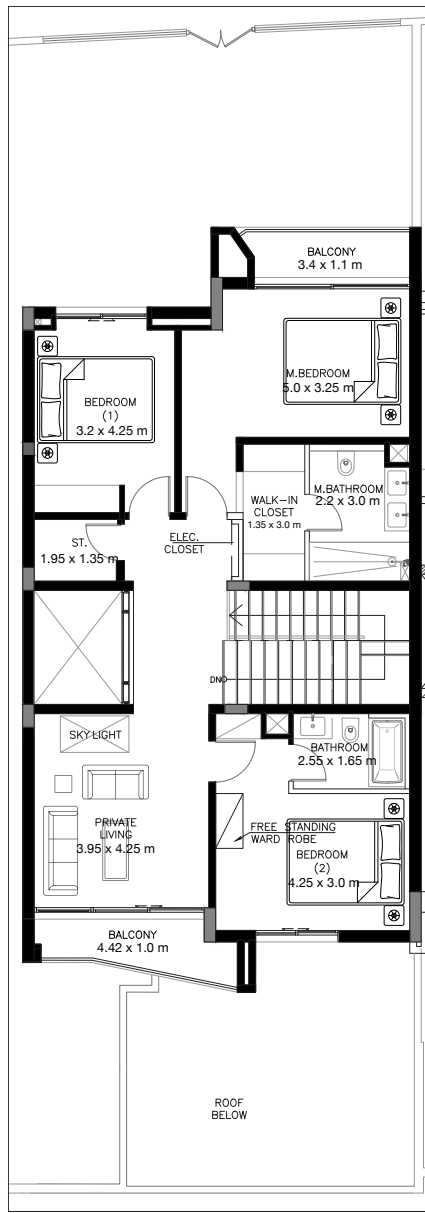 BALCONY
3.4 x 1.1 m
M.BEDROOM
5.0 x 3.25 m
BEDROOM
(1)
3.2 x 4.25 m
WALK-IN
CLOSET
1.35 x 3.0 m
M.BATHROOM
2.2 x 3.0 m
ST.
1.95 x 1.35 m
ELEC.
CLOSET
DN
SKYLIGHT
BATHROOM
2.55 x 1.65 m
PRIVATE
LIVING
3.95 x 4.25 m
FREE STANDING
WARD ROBE
BEDROOM
(2)
4.25 x 3.0 m
BALCONY
4.42 x 1.0 m
ROOF
BELOW